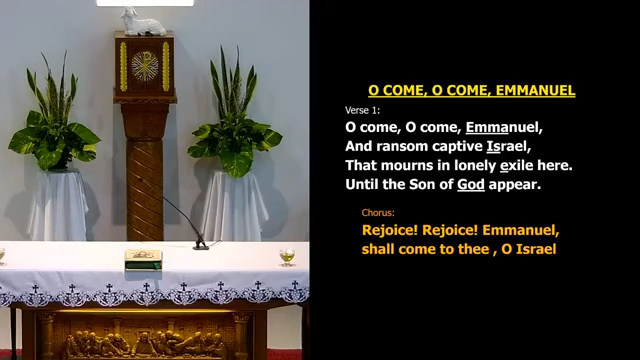 O COME, O COME, EMMANUEL
Verse 1:
O come, O come, Emmanuel,
And ransom captive Israel,
That mourns in lonely exile here.
Until the Son of God appear.
Chorus:
Rejoice! Rejoice! Emmanuel,
shall come to thee , O Israel